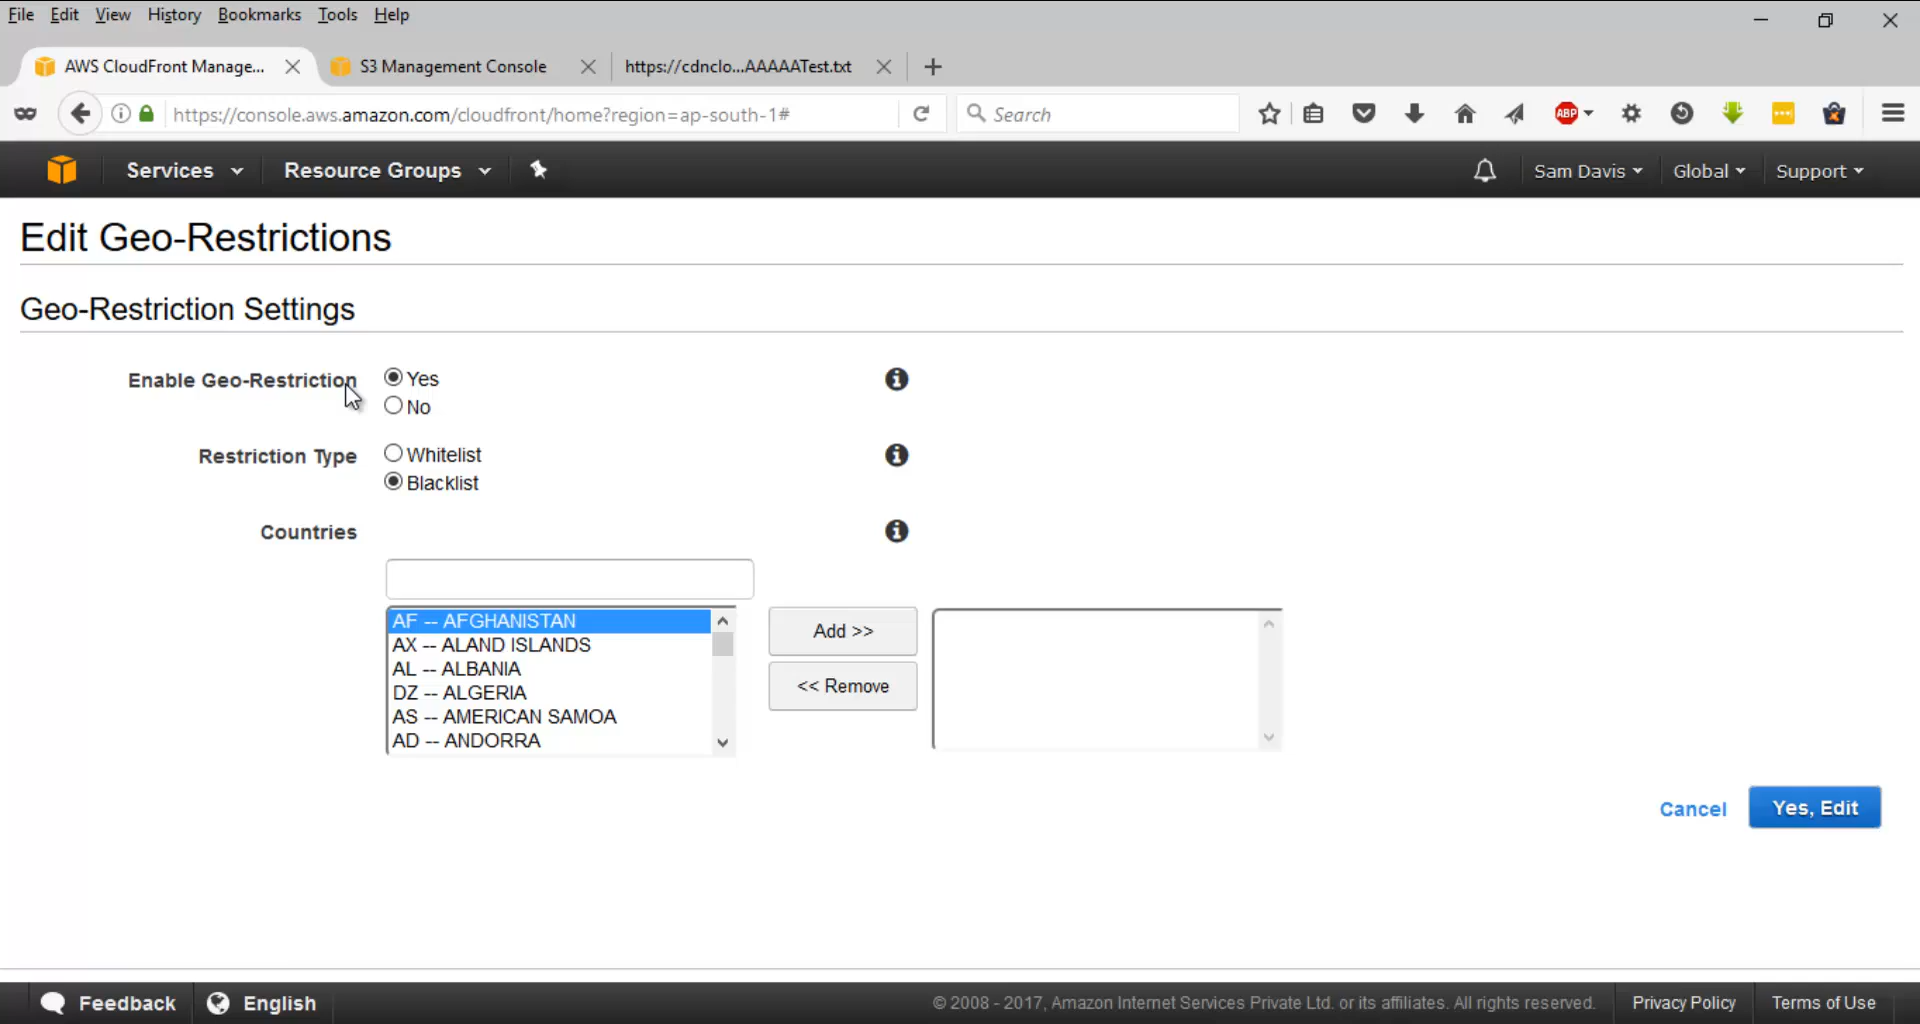 File Edit View History Bookmarks Tools Help
AWS CloudFront Manage... S3 Management Console https://cdnclo...AAAAATest.txt
https://console.aws.amazon.com/cloudfront/home?region=ap-south-1# Search ABP
Services Resource Groups Sam Davis Global Support
Edit Geo-Restrictions
Geo-Restriction Settings
Enable Geo-Restriction Yes
No
Restriction Type Whitelist
Blacklist
Countries
AF -- AFGHANISTAN
AX -- ALAND ISLANDS
AL -- ALBANIA
DZ -- ALGERIA
AS -- AMERICAN SAMOA
AD -- ANDORRA
Add >>
<< Remove
Cancel Yes, Edit
Feedback English © 2008 - 2017, Amazon Internet Services Private Ltd. or its affiliates. All rights reserved. Privacy Policy Terms of Use